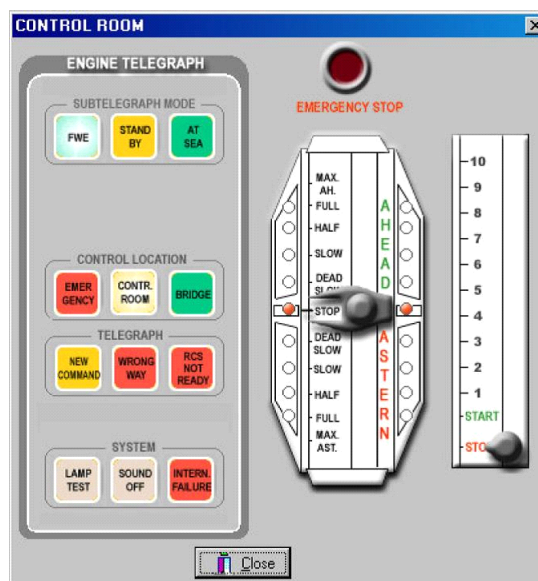 CONTROL ROOM
ENGINE TELEGRAPH
SUBTELEGRAPH MODE
FWE
STAND
BY
AT
SEA
CONTROL LOCATION
EMER
GENCY
CONTR.
ROOM
BRIDGE
TELEGRAPH
NEW
COMMAND
WRONG
WAY
RCS
NOT
READY
SYSTEM
LAMP
TEST
SOUND
OFF
INTERN.
FAILURE
EMERGENCY STOP
MAX.
AH.
FULL
HALF
SLOW
DEAD
SLOW
STOP
DEAD
SLOW
SLOW
HALF
FULL
MAX.
AST.
AHEAD
ASTERN
10
9
8
7
6
5
4
3
2
1
START
STO
Close